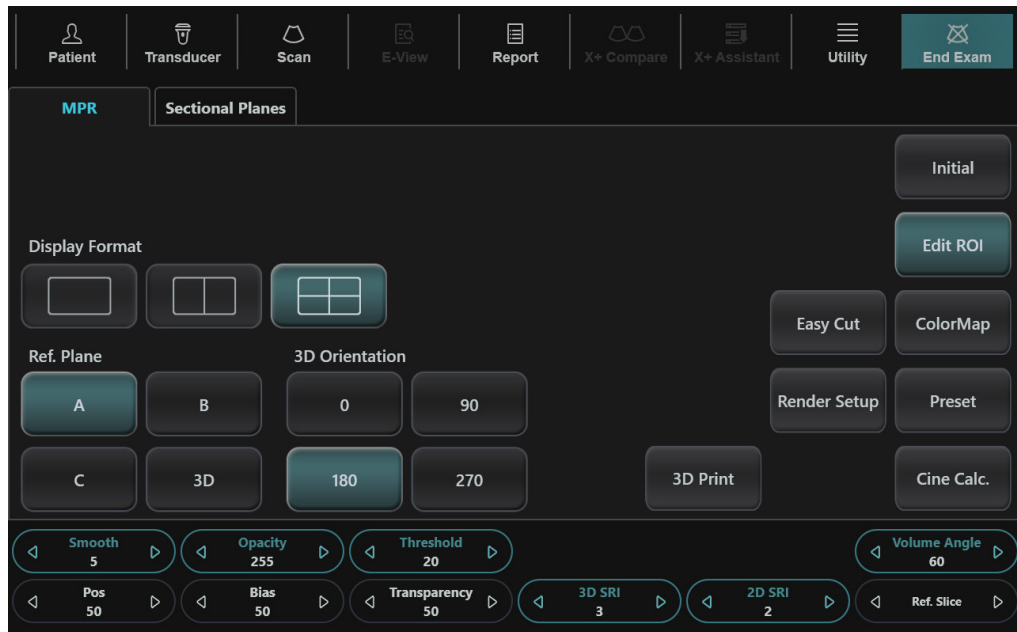 Patient
Transducer
Scan
E-View
Report
X+ Compare
X+ Assistant
Utility
End Exam
MPR
Sectional Planes
Initial
Display Format
Edit ROI
Easy Cut
ColorMap
Ref. Plane
3D Orientation
A
B
0
90
Render Setup
Preset
C
3D
180
270
3D Print
Cine Calc.
Smooth
5
Opacity
255
Threshold
20
Volume Angle
60
Pos
50
Bias
50
Transparency
50
3D SRI
3
2D SRI
2
Ref. Slice